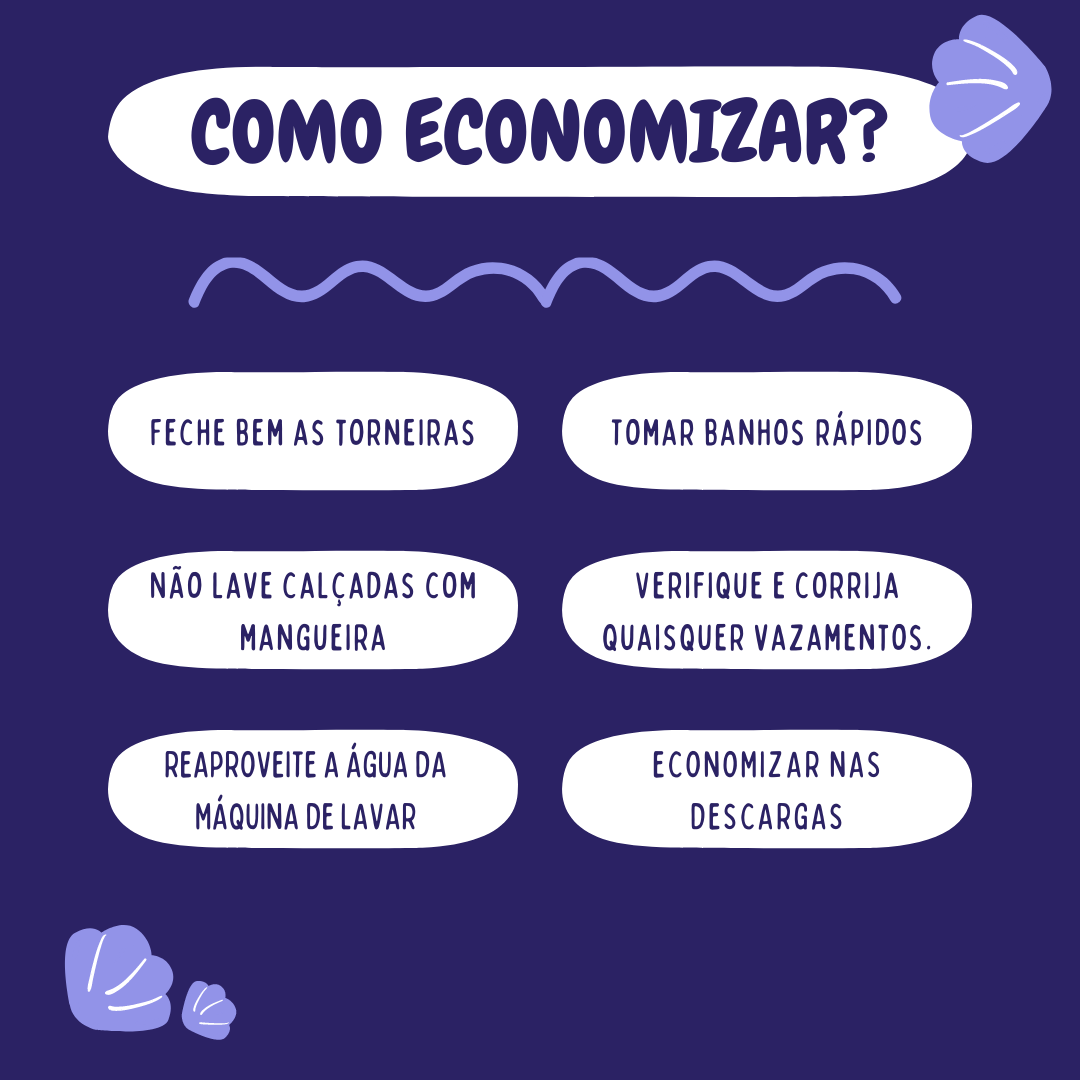 COMO ECONOMIZAR?
FECHE BEM AS TORNEIRAS
TOMAR BANHOS RÁPIDOS
NÃO LAVE CALÇADAS COM
MANGUEIRA
VERIFIQUE E CORRIJA
QUAISQUER VAZAMENTOS.
REAPROVEITE A ÁGUA DA
MÁQUINA DE LAVAR
ECONOMIZAR NAS
DESCARGAS